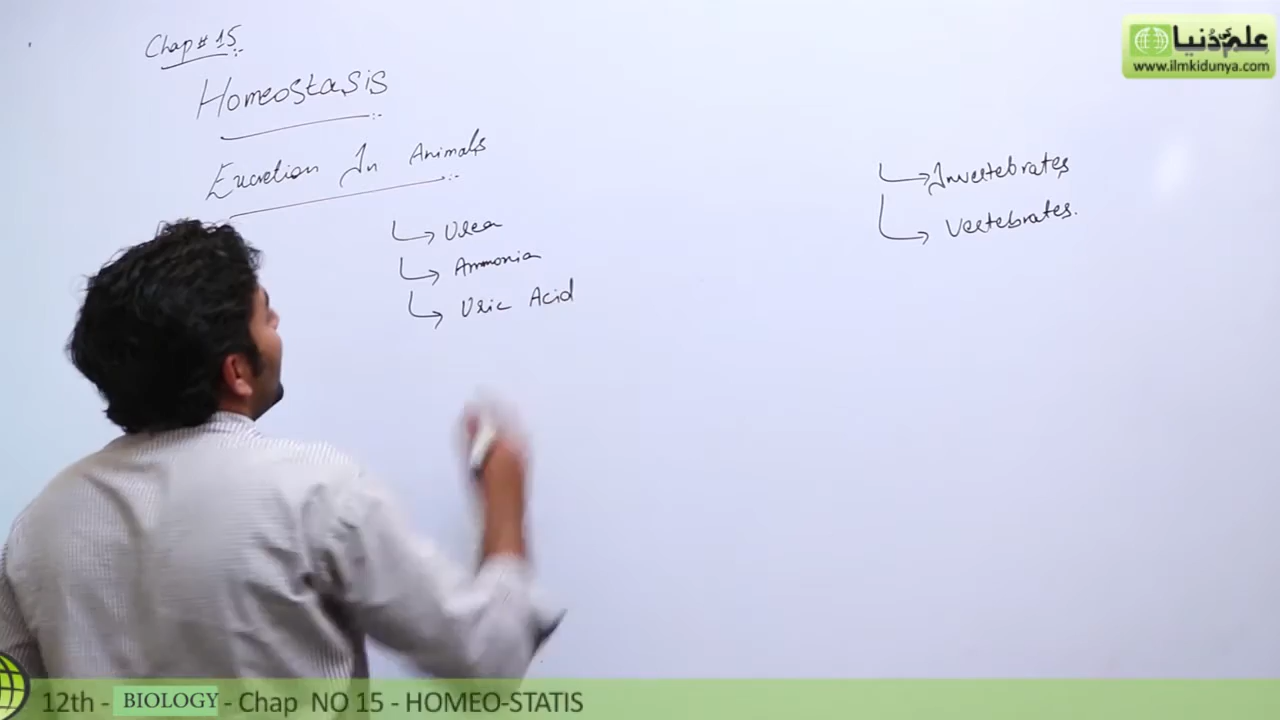 Chap # 15
Homeostasis
Excretion In Animals
Urea
Ammonia
Uric Acid
Invertebrates
Vertebrates.
علم کی دُنیا
www.ilmkidunya.com
12th - BIOLOGY - Chap NO 15 - HOMEO-STATIS